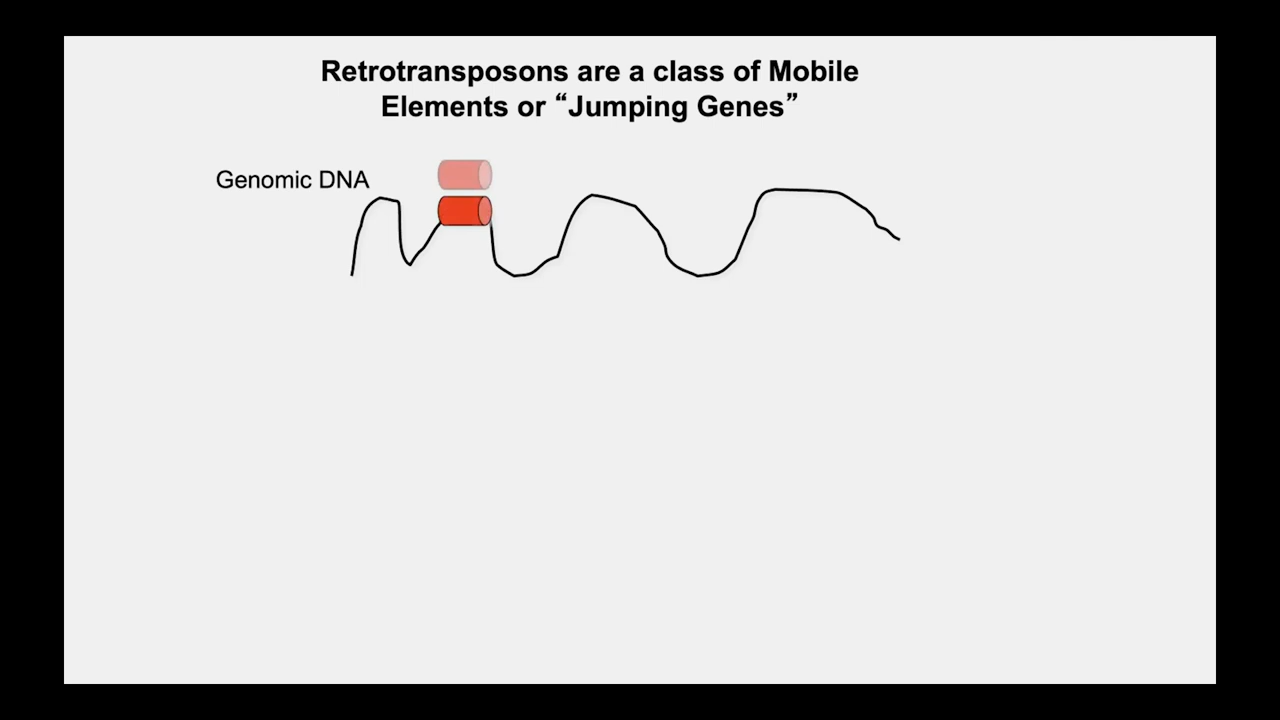 Retrotransposons are a class of Mobile
Elements or “Jumping Genes”
Genomic DNA